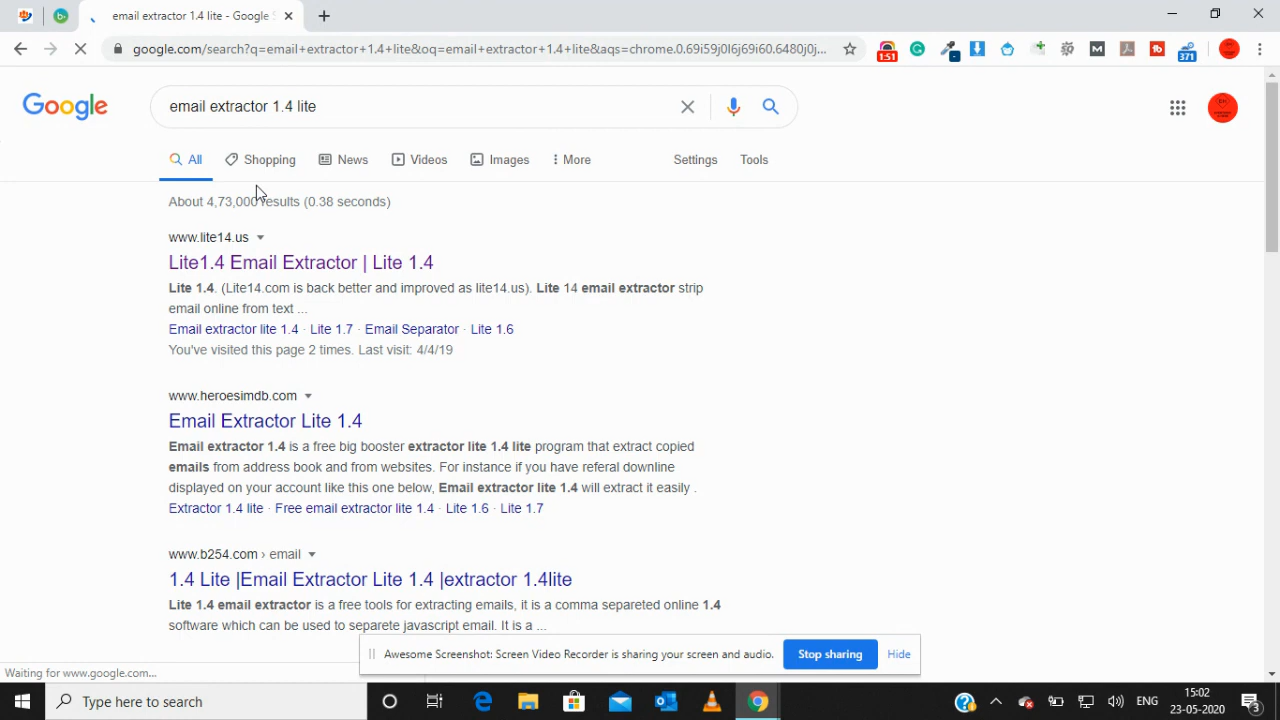 email extractor 1.4 lite - Google S
google.com/search?q=email+extractor+1.4+lite&oq=email+extractor+1.4+lite&aqs=chrome.0.69i59j0l6j69i60.6480j0j...
1:51
371
Google
email extractor 1.4 lite
All
Shopping
News
Videos
Images
More
Settings
Tools
About 4,73,000 results (0.38 seconds)
www.lite14.us
Lite1.4 Email Extractor | Lite 1.4
Lite 1.4. (Lite14.com is back better and improved as lite14.us). Lite 14 email extractor strip
email online from text ...
Email extractor lite 1.4 · Lite 1.7 · Email Separator · Lite 1.6
You've visited this page 2 times. Last visit: 4/4/19
www.heroesimdb.com
Email Extractor Lite 1.4
Email extractor 1.4 is a free big booster extractor lite 1.4 lite program that extract copied
emails from address book and from websites. For instance if you have referal downline
displayed on your account like this one below, Email extractor lite 1.4 will extract it easily .
Extractor 1.4 lite · Free email extractor lite 1.4 · Lite 1.6 · Lite 1.7
www.b254.com › email
1.4 Lite |Email Extractor Lite 1.4 |extractor 1.4lite
Lite 1.4 email extractor is a free tools for extracting emails, it is a comma separeted online 1.4
software which can be used to separete javascript email. It is a ...
Awesome Screenshot: Screen Video Recorder is sharing your screen and audio.
Stop sharing
Hide
Waiting for www.google.com...
Type here to search
ENG
15:02
23-05-2020
3